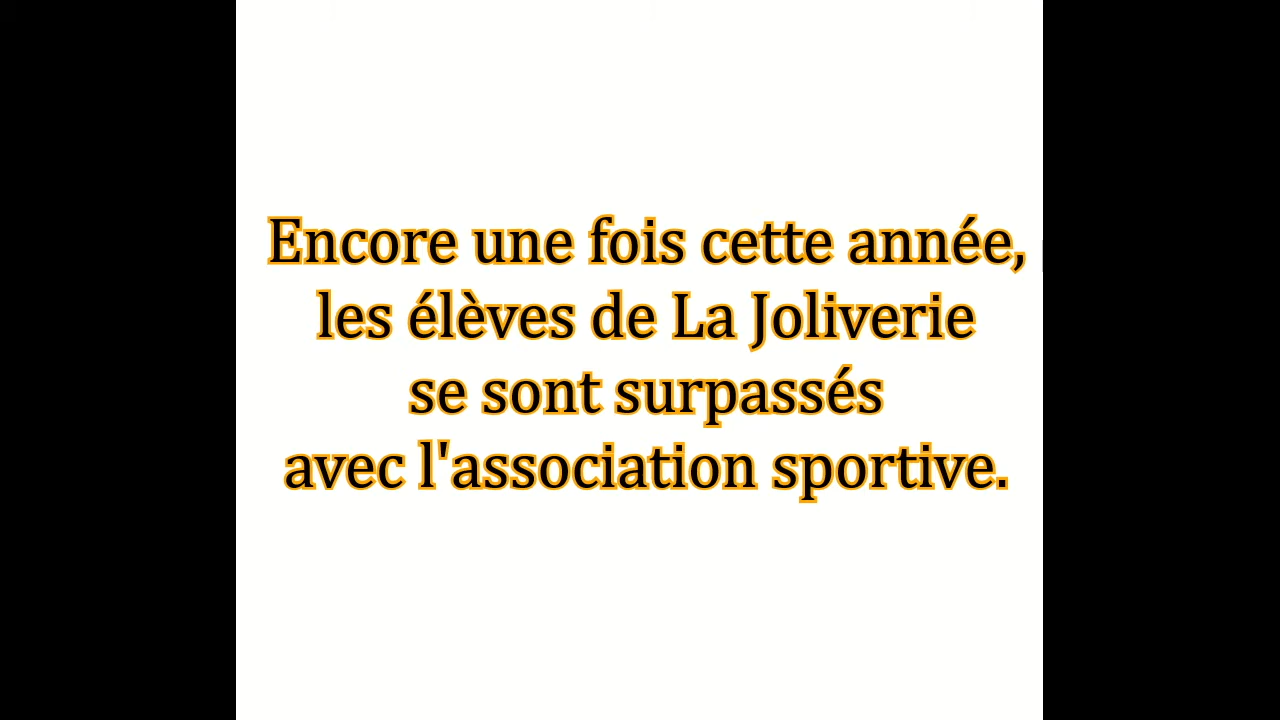 Encore une fois cette année,
les élèves de La Joliverie
se sont surpassés
avec l'association sportive.